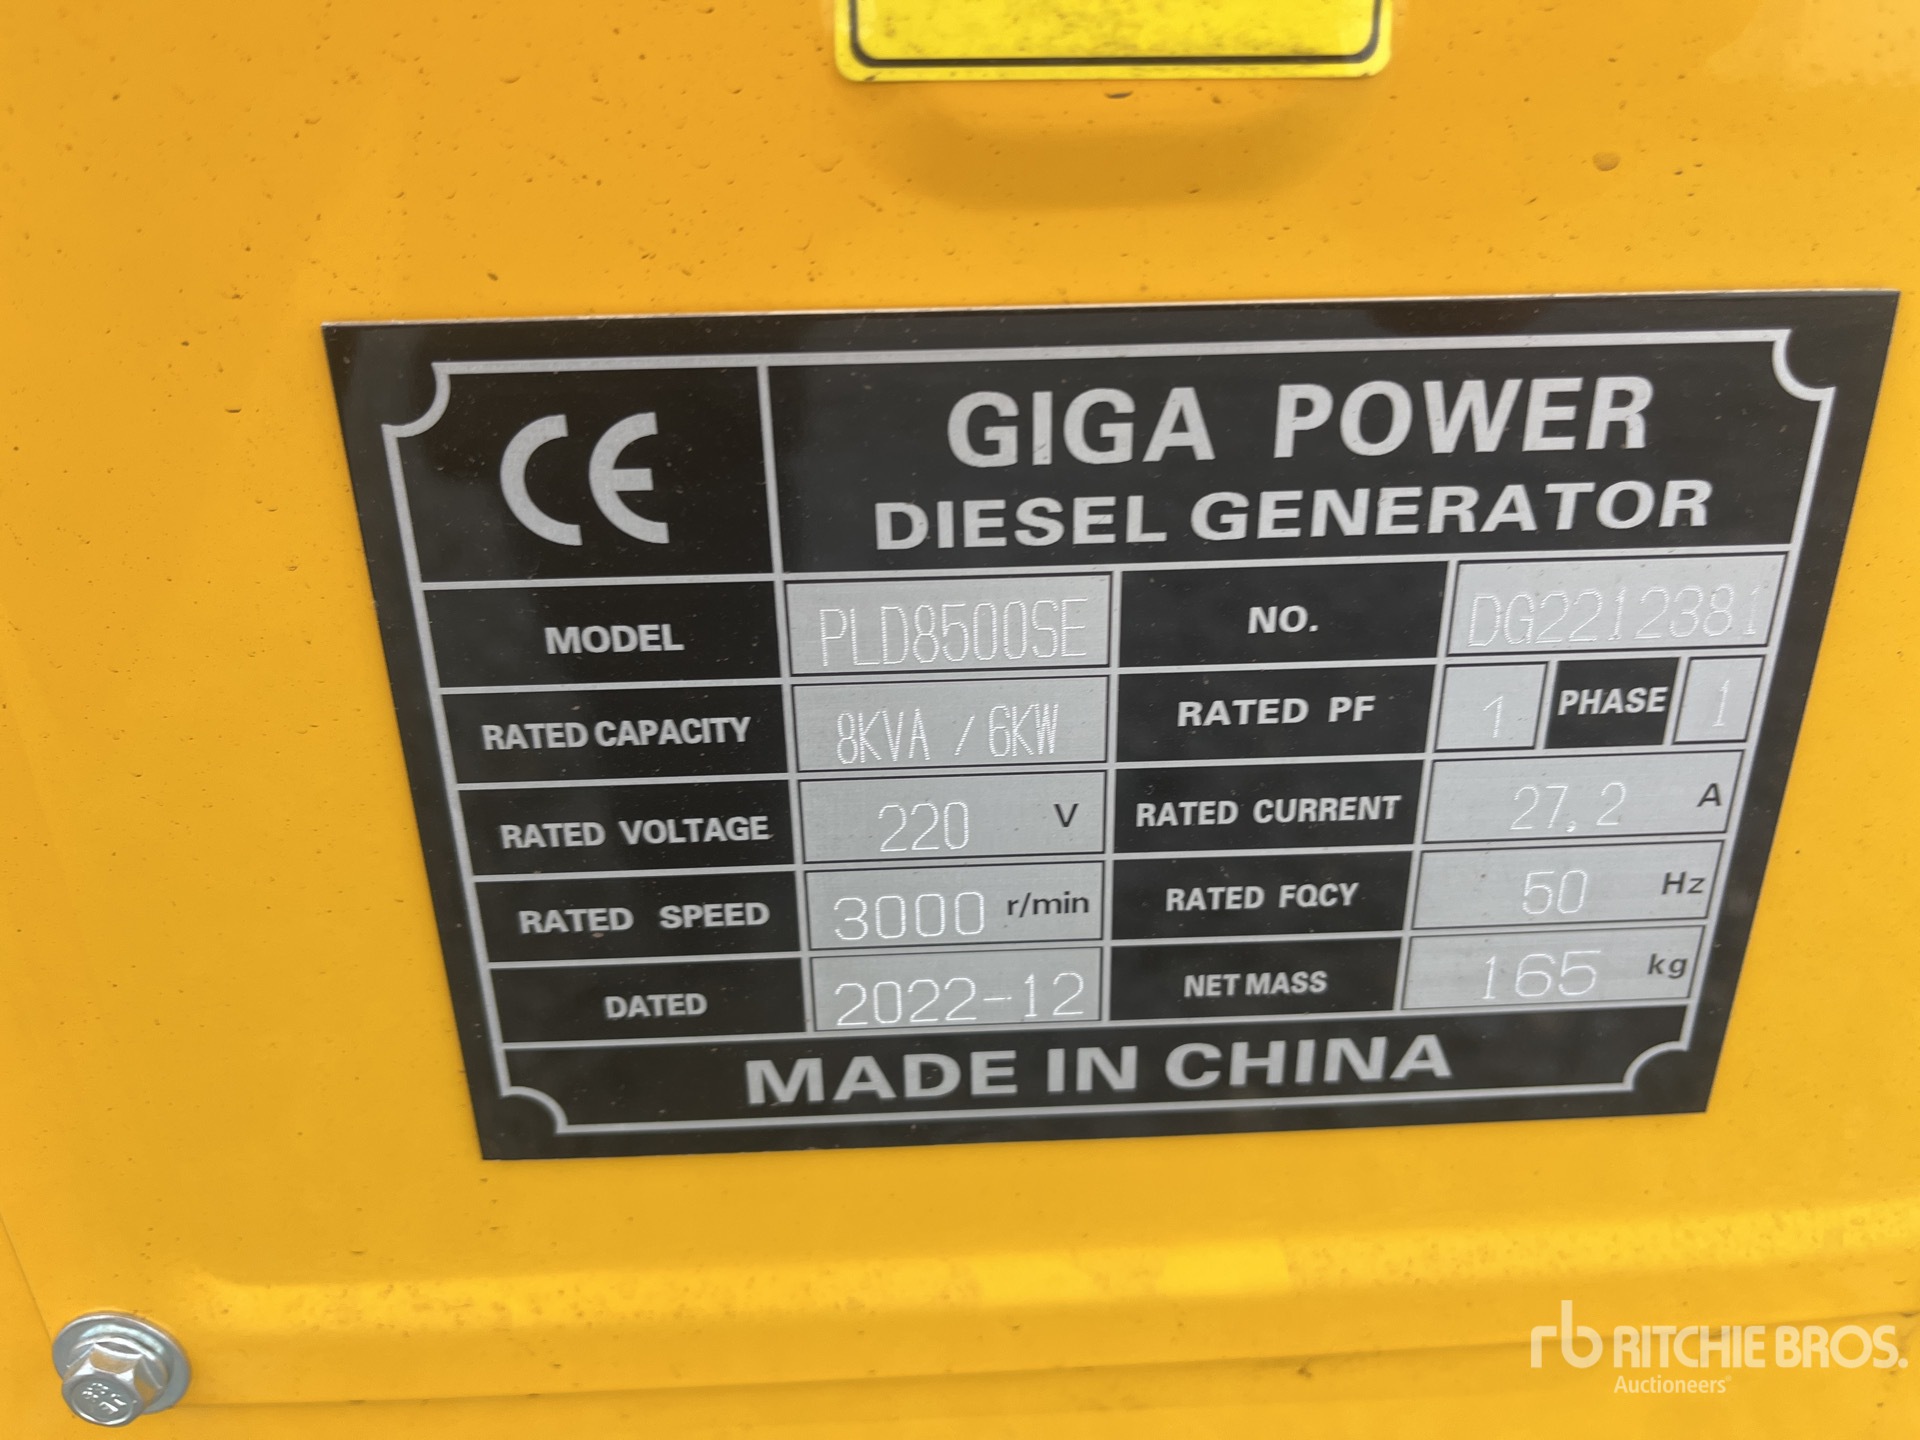 CE
GIGA POWER
DIESEL GENERATOR
MODEL PLD8500SE NO. DG2212381
RATED CAPACITY 8KVA / 6KW RATED PF 1 PHASE 1
RATED VOLTAGE 220 V RATED CURRENT 27,2 A
RATED SPEED 3000 r/min RATED FQCY 50 Hz
DATED 2022-12 NET MASS 165 kg
MADE IN CHINA
rb RITCHIE BROS.
Auctioneers